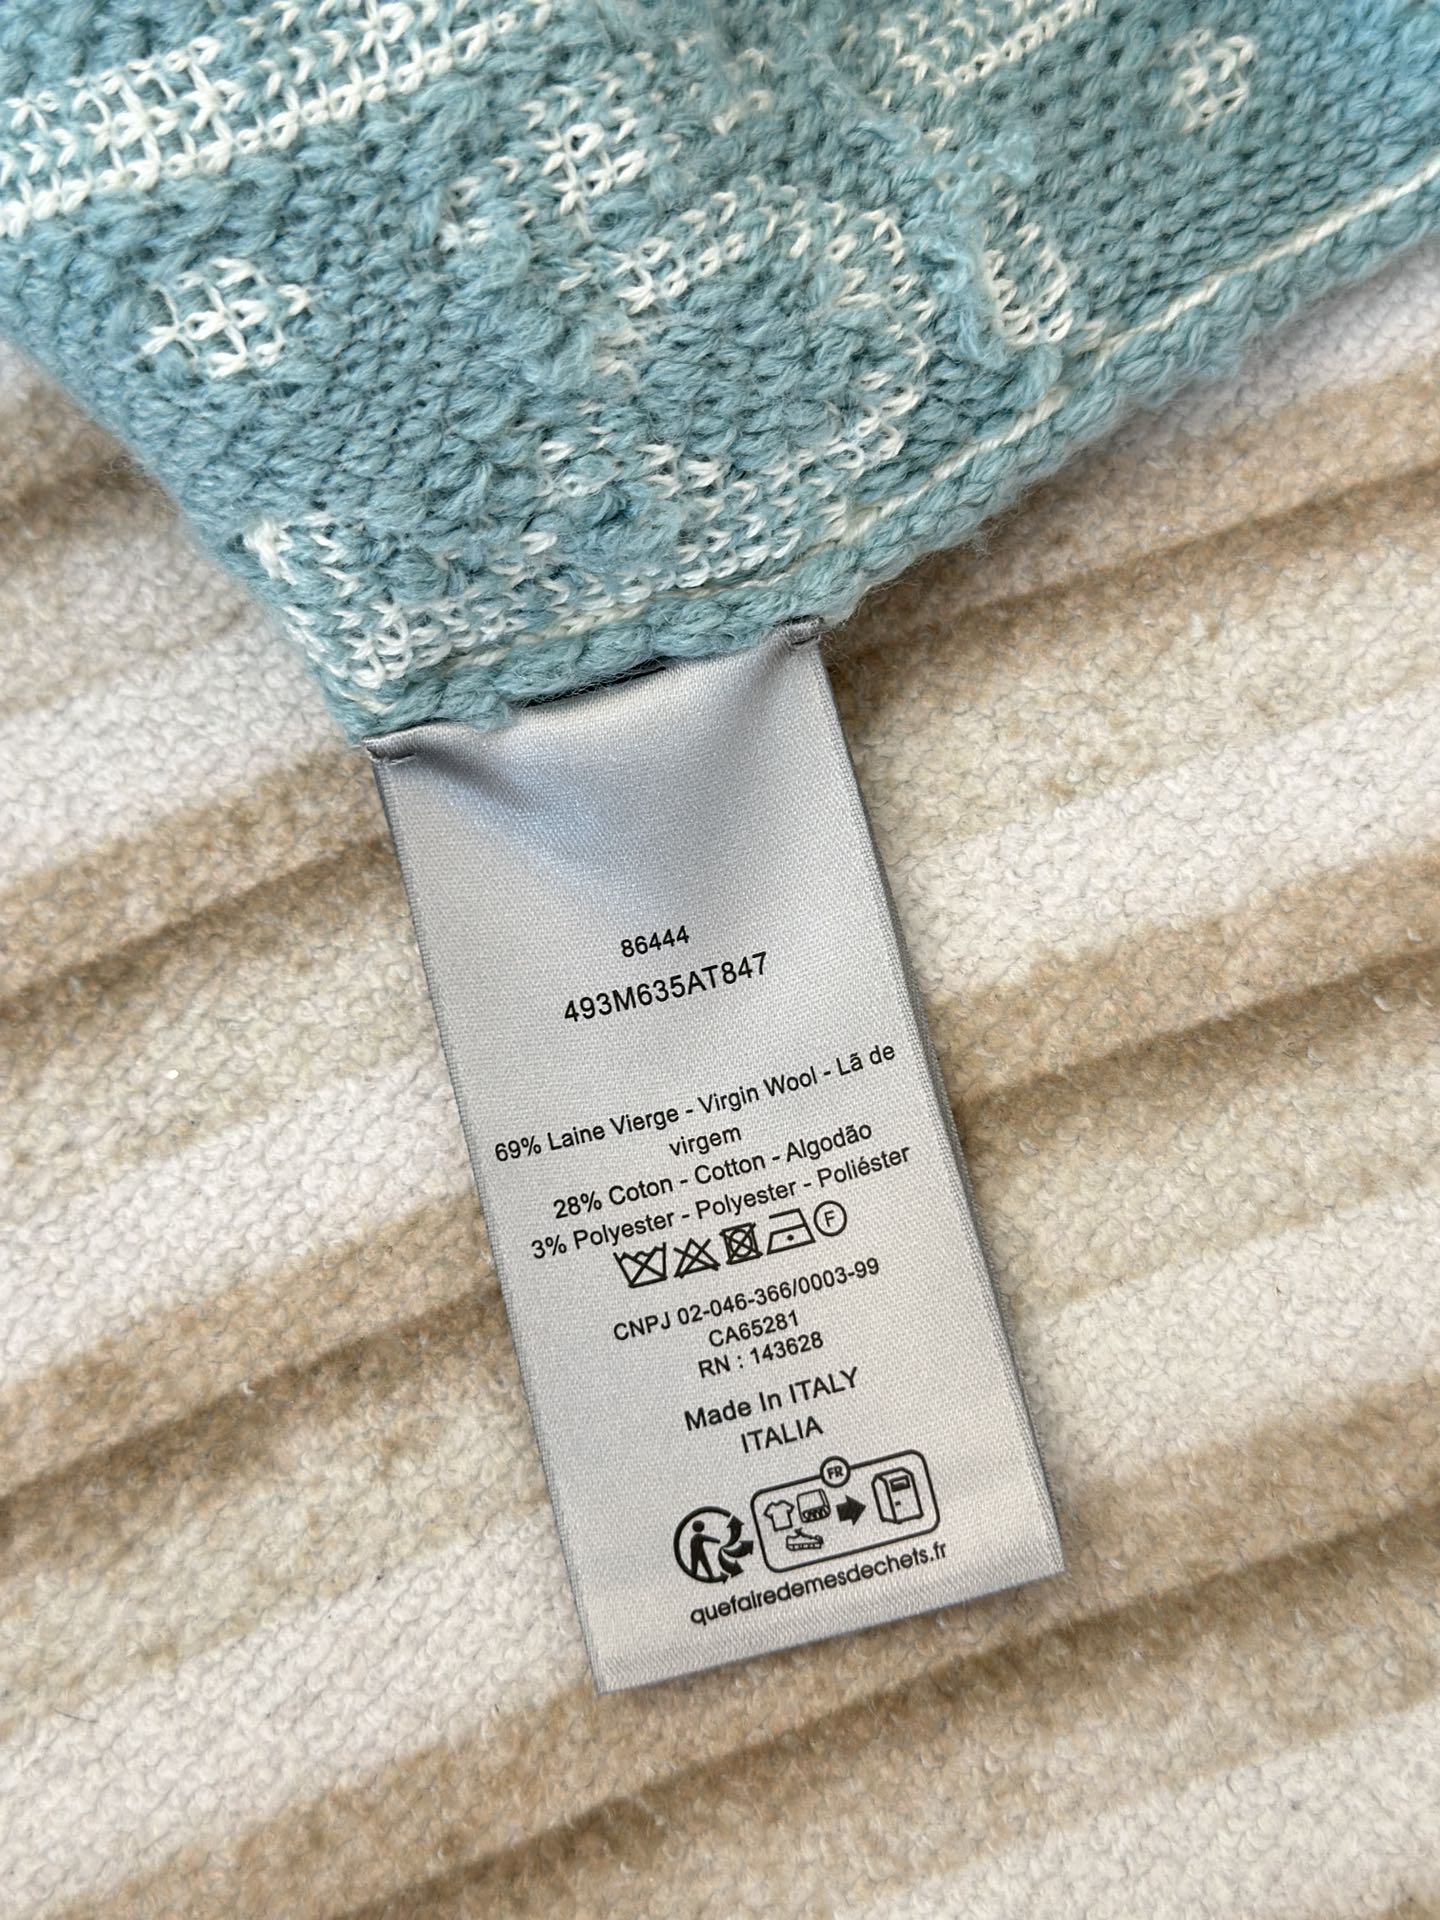 86444
493M635AT847
69% Laine Vierge - Virgin Wool - Lã de
virgem
28% Coton - Cotton - Algodão
3% Polyester - Polyester - Poliéster
F
CNPJ 02-046-366/0003-99
CA65281
RN : 143628
Made In ITALY
ITALIA
FR
quefairedemesdechets.fr